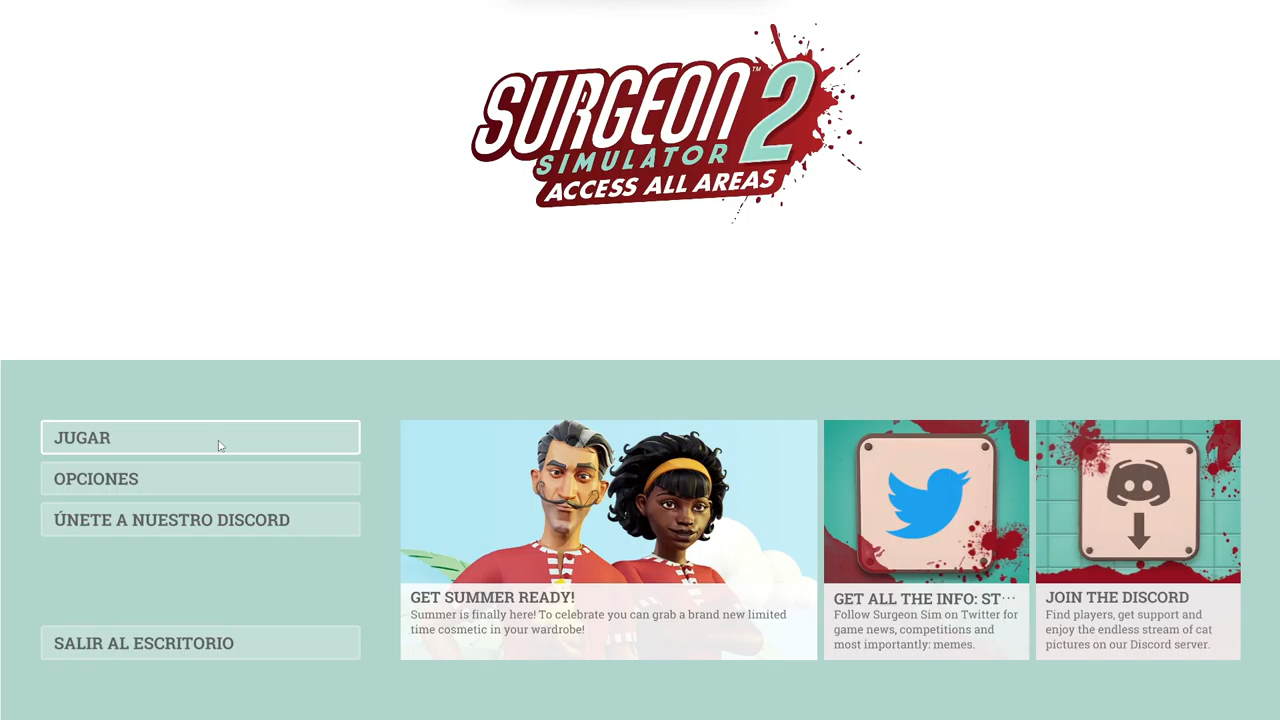 SURGEON 2 ™
SIMULATOR
ACCESS ALL AREAS
JUGAR
OPCIONES
ÚNETE A NUESTRO DISCORD
SALIR AL ESCRITORIO
GET SUMMER READY!
Summer is finally here! To celebrate you can grab a brand new limited
time cosmetic in your wardrobe!
GET ALL THE INFO: ST···
Follow Surgeon Sim on Twitter for
game news, competitions and
most importantly: memes.
JOIN THE DISCORD
Find players, get support and
enjoy the endless stream of cat
pictures on our Discord server.